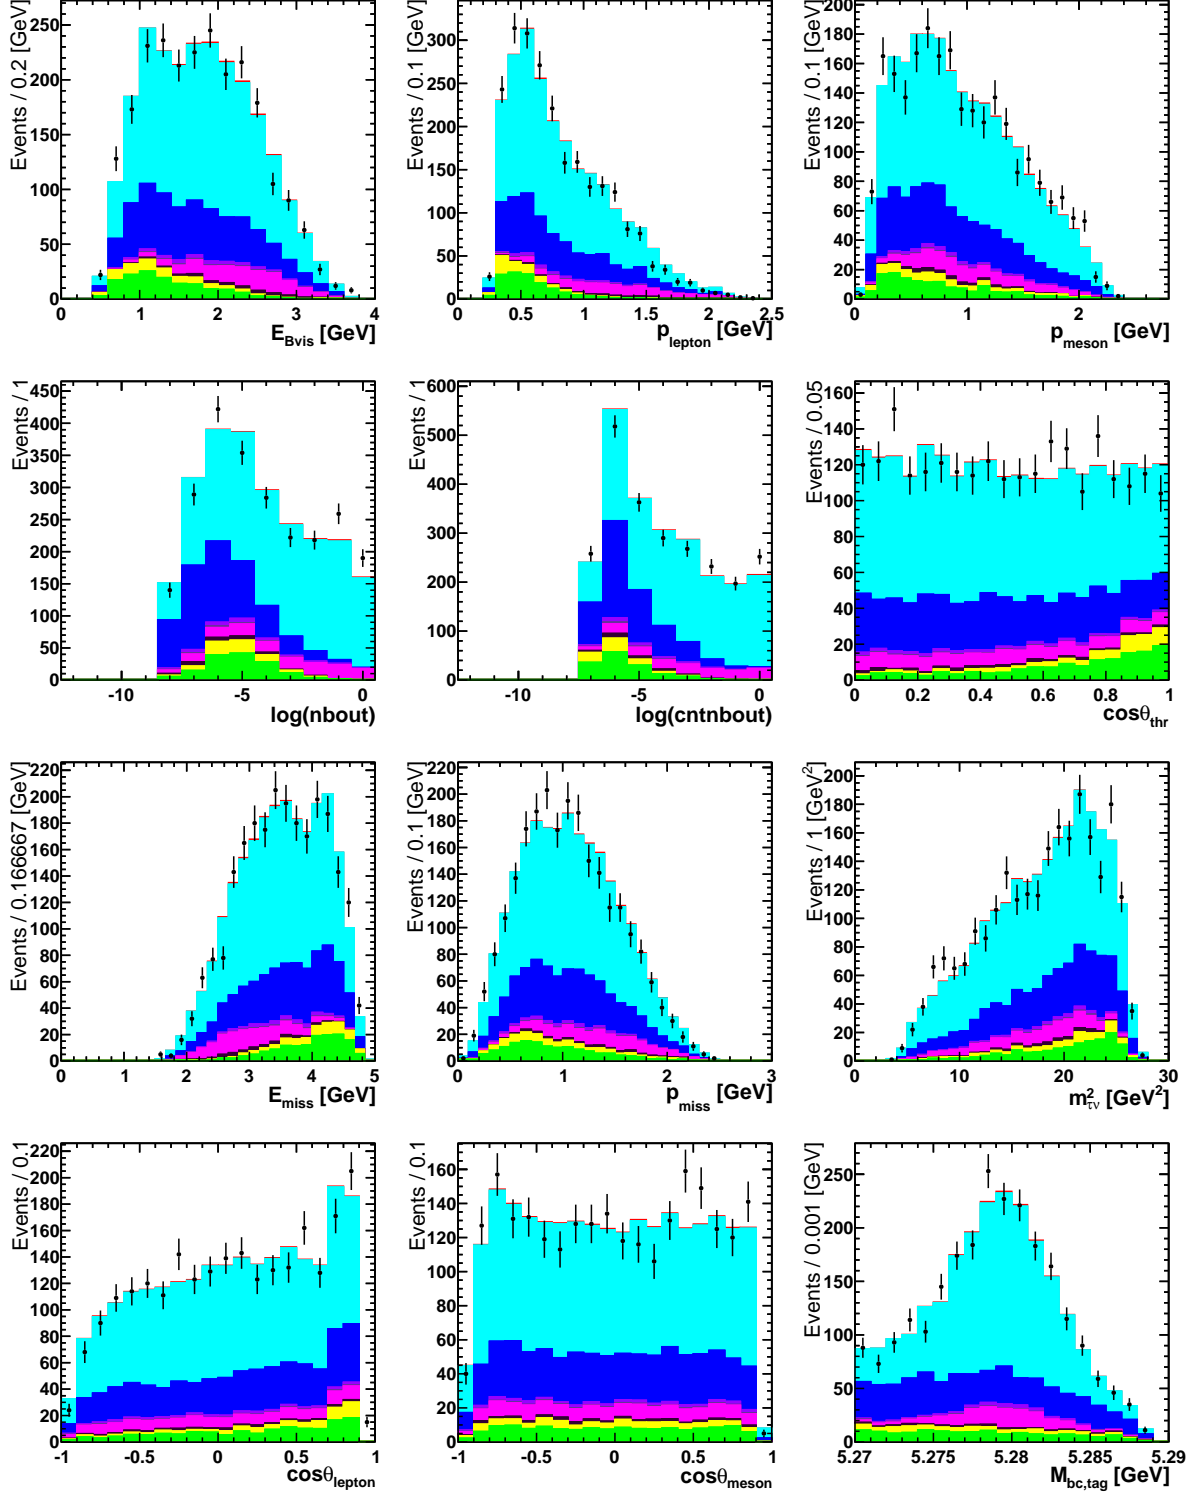 Events / 0.2 [GeV]
0 50 100 150 200 250
0 1 2 3 4
E_Bvis [GeV]
Events / 0.1 [GeV]
0 50 100 150 200 250 300
0 0.5 1 1.5 2 2.5
p_lepton [GeV]
Events / 0.1 [GeV]
0 20 40 60 80 100 120 140 160 180 200
0 1 2
p_meson [GeV]
Events / 1
0 50 100 150 200 250 300 350 400 450
-10 -5 0
log(nbout)
Events / 1
0 100 200 300 400 500 600
-10 -5 0
log(cntnbout)
Events / 0.05
0 20 40 60 80 100 120 140 160
0 0.2 0.4 0.6 0.8 1
cosθ_thr
Events / 0.166667 [GeV]
0 20 40 60 80 100 120 140 160 180 200 220
0 1 2 3 4 5
E_miss [GeV]
Events / 0.1 [GeV]
0 20 40 60 80 100 120 140 160 180 200 220
0 1 2 3
p_miss [GeV]
Events / 1 [GeV²]
0 20 40 60 80 100 120 140 160 180 200
0 10 20 30
m²_τν [GeV²]
Events / 0.1
0 20 40 60 80 100 120 140 160 180 200 220
-1 -0.5 0 0.5 1
cosθ_lepton
Events / 0.1
0 20 40 60 80 100 120 140 160
-1 -0.5 0 0.5 1
cosθ_meson
Events / 0.001 [GeV]
0 50 100 150 200 250
5.27 5.275 5.28 5.285 5.29
M_bc,tag [GeV]